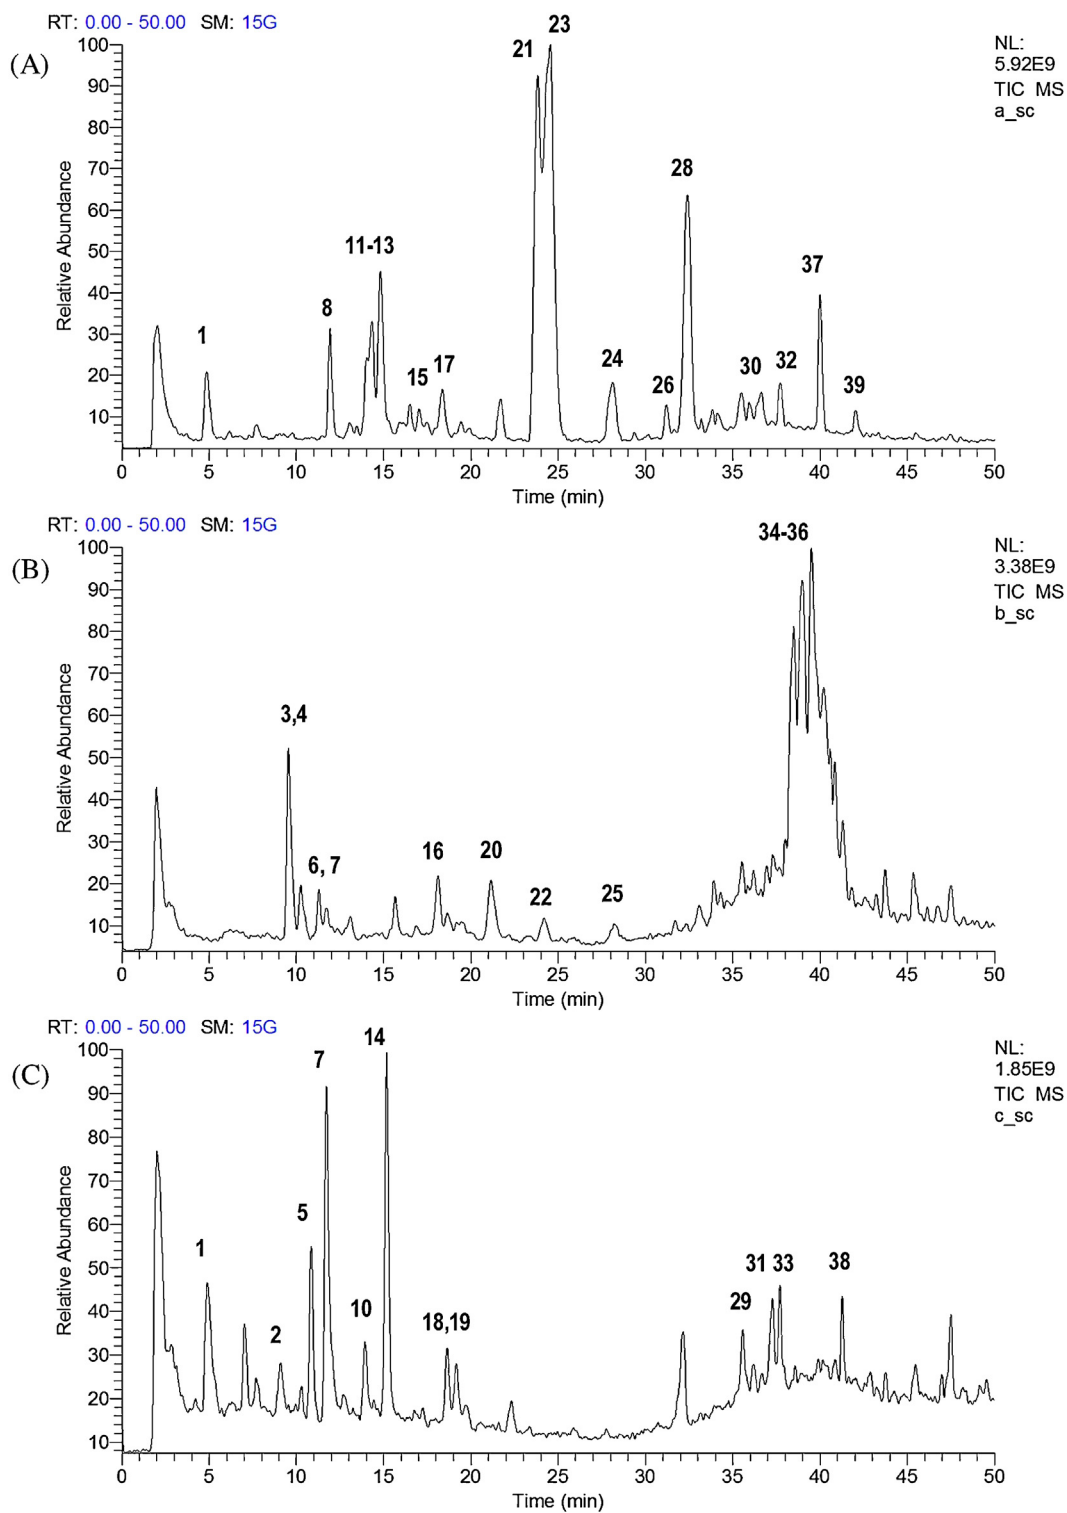 RT: 0.00 - 50.00 SM: 15G
(A)
NL:
5.92E9
TIC MS
a_sc
Relative Abundance
100
90
80
70
60
50
40
30
20
10
1
8
11-13
15
17
21
23
24
26
28
30
32
37
39
0 5 10 15 20 25 30 35 40 45 50
Time (min)
RT: 0.00 - 50.00 SM: 15G
(B)
NL:
3.38E9
TIC MS
b_sc
Relative Abundance
100
90
80
70
60
50
40
30
20
10
3,4
6, 7
16
20
22
25
34-36
0 5 10 15 20 25 30 35 40 45 50
Time (min)
RT: 0.00 - 50.00 SM: 15G
(C)
NL:
1.85E9
TIC MS
c_sc
Relative Abundance
100
90
80
70
60
50
40
30
20
10
1
2
5
7
10
14
18,19
29
31 33
38
0 5 10 15 20 25 30 35 40 45 50
Time (min)